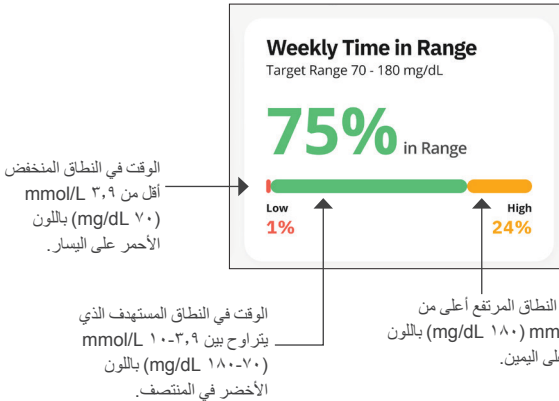 Weekly Time in Range
Target Range 70 - 180 mg/dL
75% in Range
Low
1%
High
24%
الوقت في النطاق المنخفض
أقل من ٣,٩ mmol/L
(٧٠ mg/dL) باللون
الأحمر على اليسار.
الوقت في النطاق المستهدف الذي
يتراوح بين ٣,٩-١٠ mmol/L
(٧٠-١٨٠ mg/dL) باللون
الأخضر في المنتصف.
النطاق المرتفع أعلى من
(١٨٠ mg/dL) باللون
اليمين.